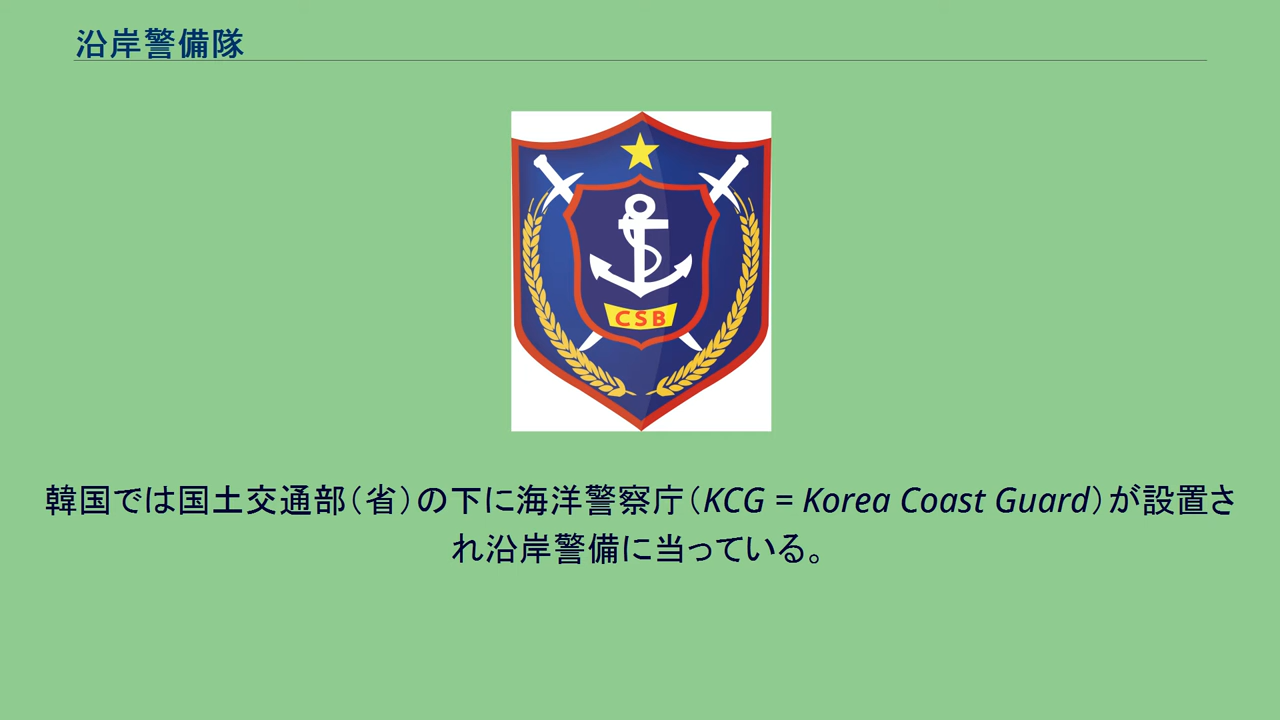 沿岸警備隊
CSB
韓国では国土交通部（省）の下に海洋警察庁（KCG = Korea Coast Guard）が設置さ
れ沿岸警備に当っている。